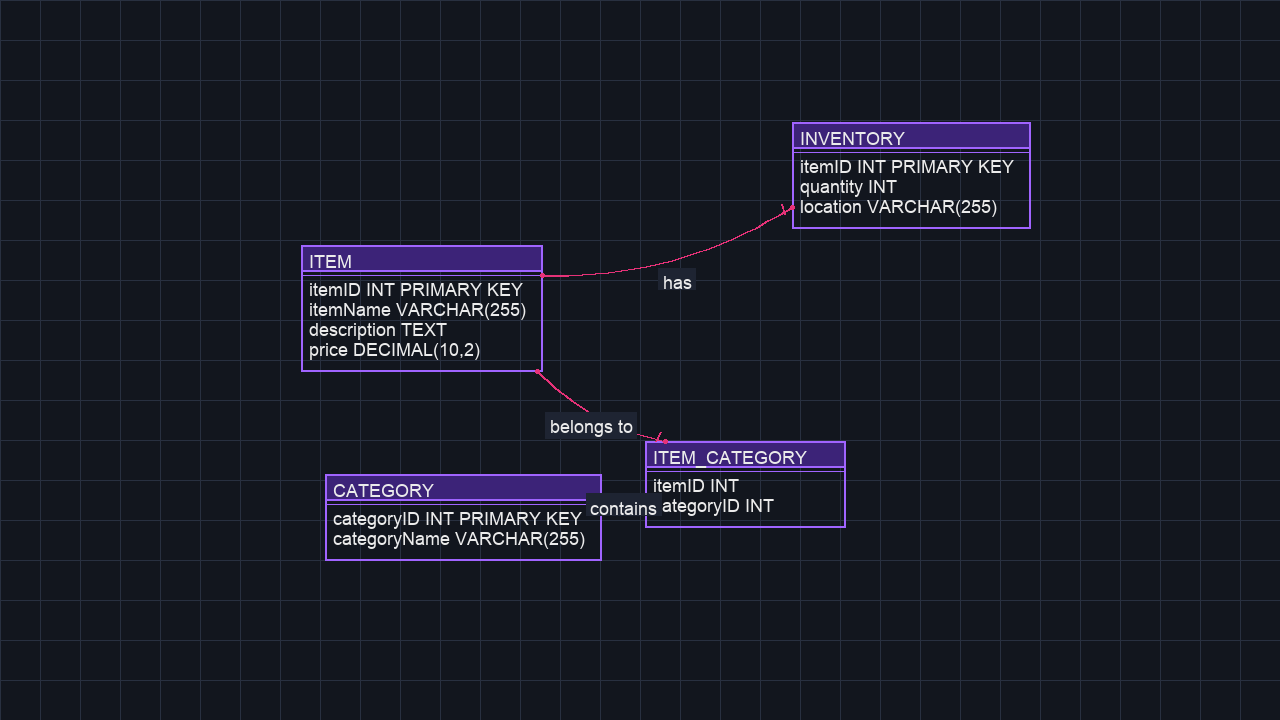 INVENTORY
itemID INT PRIMARY KEY
quantity INT
location VARCHAR(255)
ITEM
itemID INT PRIMARY KEY
itemName VARCHAR(255)
description TEXT
price DECIMAL(10,2)
has
belongs to
ITEM_CATEGORY
itemID INT
ategoryID INT
CATEGORY
categoryID INT PRIMARY KEY
categoryName VARCHAR(255)
contains